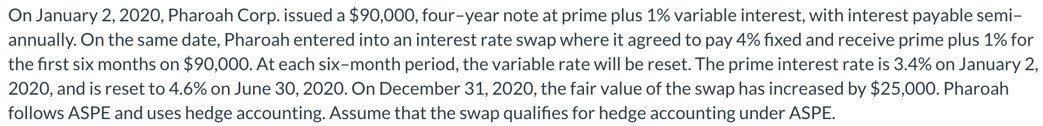 On January 2, 2020, Pharoah Corp. issued a $90,000, four-year note at prime plus 1% variable interest, with interest payable semi-
annually. On the same date, Pharoah entered into an interest rate swap where it agreed to pay 4% fixed and receive prime plus 1% for
the first six months on $90,000. At each six-month period, the variable rate will be reset. The prime interest rate is 3.4% on January 2,
2020, and is reset to 4.6% on June 30, 2020. On December 31, 2020, the fair value of the swap has increased by $25,000. Pharoah
follows ASPE and uses hedge accounting. Assume that the swap qualifies for hedge accounting under ASPE.